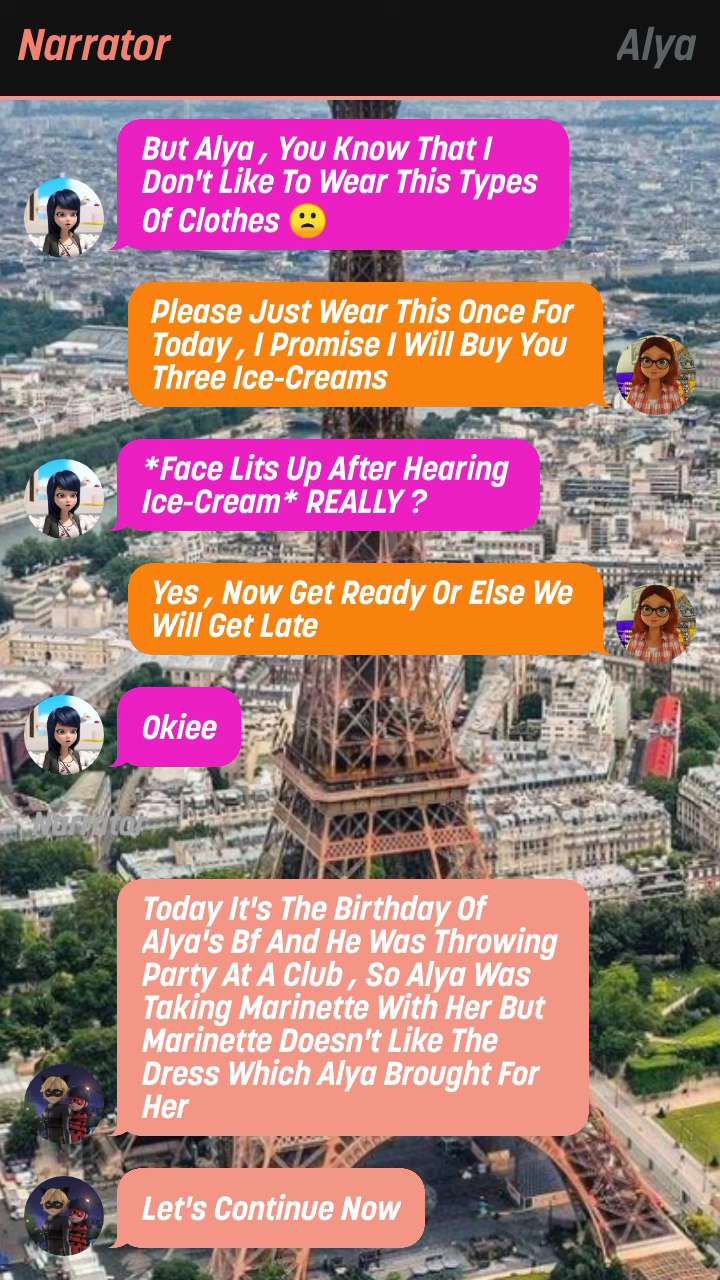 Narrator
Alya
But Alya , You Know That I
Don't Like To Wear This Types
Of Clothes 🙁
Please Just Wear This Once For
Today , I Promise I Will Buy You
Three Ice-Creams
*Face Lits Up After Hearing
Ice-Cream* REALLY ?
Yes , Now Get Ready Or Else We
Will Get Late
Okiee
Narrator
Today It's The Birthday Of
Alya's Bf And He Was Throwing
Party At A Club , So Alya Was
Taking Marinette With Her But
Marinette Doesn't Like The
Dress Which Alya Brought For
Her
Let's Continue Now